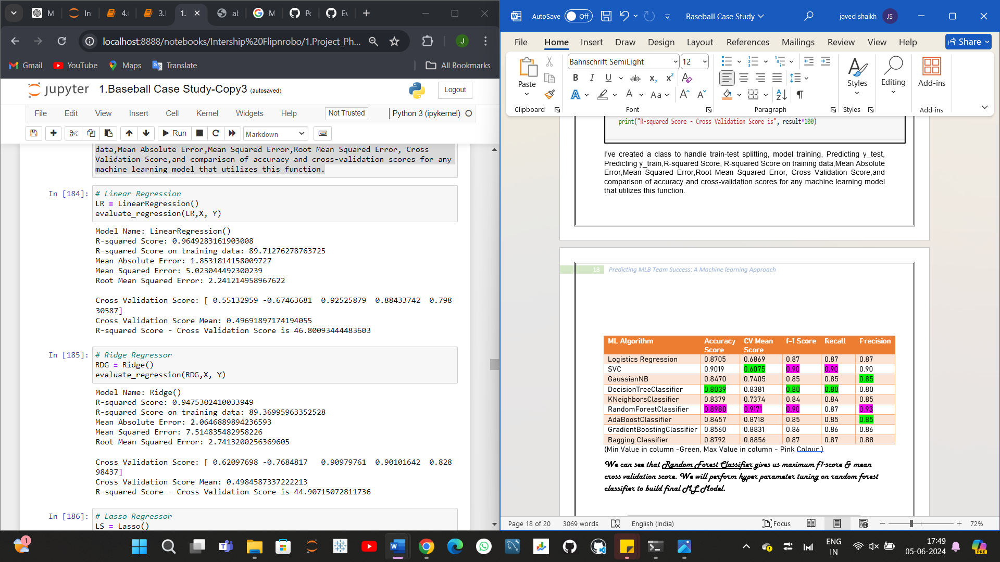 M
In
4.
3.
1.
al
M
Pc
Ev
localhost:8888/notebooks/Intership%20Flipnrobo/1.Project_Ph...
J
Gmail
YouTube
Maps
Translate
All Bookmarks
jupyter
1.Baseball Case Study-Copy3 (autosaved)
Logout
File Edit View Insert Cell Kernel Widgets Help
Not Trusted
Python 3 (ipykernel)
Run
Markdown
data,Mean Absolute Error,Mean Squared Error,Root Mean Squared Error, Cross
Validation Score,and comparison of accuracy and cross-validation scores for any
machine learning model that utilizes this function.
In [184]:
# Linear Regression
LR = LinearRegression()
evaluate_regression(LR,X, Y)
Model Name: LinearRegression()
R-squared Score: 0.9649283161903008
R-squared Score on training data: 89.71276278763725
Mean Absolute Error: 1.8531814158009727
Mean Squared Error: 5.023044492300239
Root Mean Squared Error: 2.241214958967622
Cross Validation Score: [ 0.55132959 -0.67463681  0.92525879  0.88433742  0.798
30587]
Cross Validation Score Mean: 0.49691897174194055
R-squared Score - Cross Validation Score is 46.80093444483603
In [185]:
# Ridge Regressor
RDG = Ridge()
evaluate_regression(RDG,X, Y)
Model Name: Ridge()
R-squared Score: 0.9475302410033949
R-squared Score on training data: 89.36995963352528
Mean Absolute Error: 2.0646889894236593
Mean Squared Error: 7.514835482958226
Root Mean Squared Error: 2.7413200256369605
Cross Validation Score: [ 0.62097698 -0.7684817   0.90979761  0.90101642  0.828
98437]
Cross Validation Score Mean: 0.4984587337222213
R-squared Score - Cross Validation Score is 44.90715072811736
In [186]:
# Lasso Regressor
LS = Lasso()
AutoSave Off
Baseball Case Study
javed shaikh JS
File Home Insert Draw Design Layout References Mailings Review View Help
Share
Paste
Clipboard
Bahnschrift SemiLight 12
B I U ab x₂ x²
A A Aa A A
Font
Paragraph
Styles
Styles
Editing
Add-ins
Add-ins
print("R-squared Score - Cross Validation Score is", result*100)
I've created a class to handle train-test splitting, model training, Predicting y_test,
Predicting y_train,R-squared Score, R-squared Score on training data,Mean Absolute
Error,Mean Squared Error,Root Mean Squared Error, Cross Validation Score,and
comparison of accuracy and cross-validation scores for any machine learning model
that utilizes this function.
18 Predicting MLB Team Success: A Machine learning Approach
ML Algorithm Accuracy Score CV Mean Score f-1 Score Recall Precision
Logistics Regression 0.8705 0.6869 0.87 0.87 0.87
SVC 0.9019 0.6075 0.90 0.90 0.90
GaussianNB 0.8470 0.7405 0.85 0.85 0.85
DecisionTreeClassifier 0.8039 0.8381 0.80 0.80 0.80
KNeighborsClassifier 0.8379 0.7374 0.84 0.84 0.85
RandomForestClassifier 0.8980 0.9171 0.90 0.87 0.93
AdaBoostClassifier 0.8457 0.8718 0.85 0.85 0.85
GradientBoostingClassifier 0.8560 0.8831 0.86 0.86 0.86
Bagging Classifier 0.8792 0.8856 0.87 0.87 0.88
(Min Value in column -Green, Max Value in column - Pink Colour )
We can see that Random Forest Classifier gives us maximum f1-score & mean
cross validation score. We will perform hyper parameter tuning on random forest
classifier to build final ML Model.
Page 18 of 20
3069 words
English (India)
Focus
72%
1
ENG
IN
17:49
05-06-2024
PRE